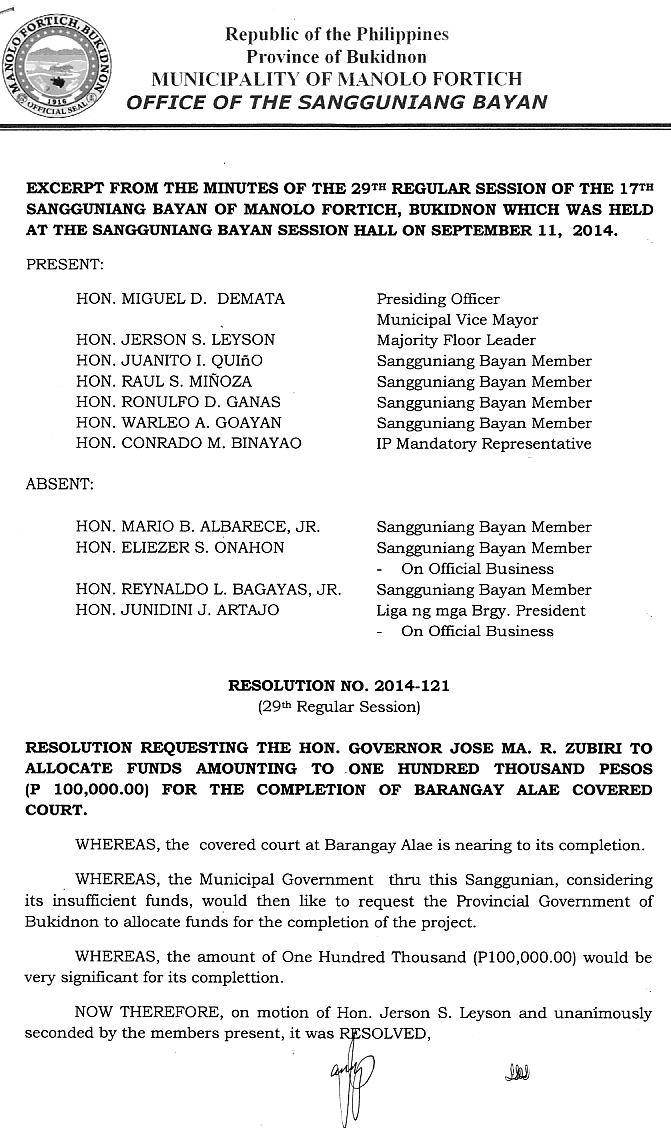 MANOLO FORTICH, BUKIDNON
1916
OFFICIAL SEAL
Republic of the Philippines
Province of Bukidnon
MUNICIPALITY OF MANOLO FORTICH
OFFICE OF THE SANGGUNIANG BAYAN
EXCERPT FROM THE MINUTES OF THE 29TH REGULAR SESSION OF THE 17TH
SANGGUNIANG BAYAN OF MANOLO FORTICH, BUKIDNON WHICH WAS HELD
AT THE SANGGUNIANG BAYAN SESSION HALL ON SEPTEMBER 11, 2014.
PRESENT:
HON. MIGUEL D. DEMATA Presiding Officer
Municipal Vice Mayor
HON. JERSON S. LEYSON Majority Floor Leader
HON. JUANITO I. QUIñO Sangguniang Bayan Member
HON. RAUL S. MIÑOZA Sangguniang Bayan Member
HON. RONULFO D. GANAS Sangguniang Bayan Member
HON. WARLEO A. GOAYAN Sangguniang Bayan Member
HON. CONRADO M. BINAYAO IP Mandatory Representative
ABSENT:
HON. MARIO B. ALBARECE, JR. Sangguniang Bayan Member
HON. ELIEZER S. ONAHON Sangguniang Bayan Member
- On Official Business
HON. REYNALDO L. BAGAYAS, JR. Sangguniang Bayan Member
HON. JUNIDINI J. ARTAJO Liga ng mga Brgy. President
- On Official Business
RESOLUTION NO. 2014-121
(29th Regular Session)
RESOLUTION REQUESTING THE HON. GOVERNOR JOSE MA. R. ZUBIRI TO
ALLOCATE FUNDS AMOUNTING TO ONE HUNDRED THOUSAND PESOS
(P 100,000.00) FOR THE COMPLETION OF BARANGAY ALAE COVERED
COURT.
WHEREAS, the covered court at Barangay Alae is nearing to its completion.
WHEREAS, the Municipal Government thru this Sanggunian, considering
its insufficient funds, would then like to request the Provincial Government of
Bukidnon to allocate funds for the completion of the project.
WHEREAS, the amount of One Hundred Thousand (P100,000.00) would be
very significant for its complettion.
NOW THEREFORE, on motion of Hon. Jerson S. Leyson and unanimously
seconded by the members present, it was RESOLVED,